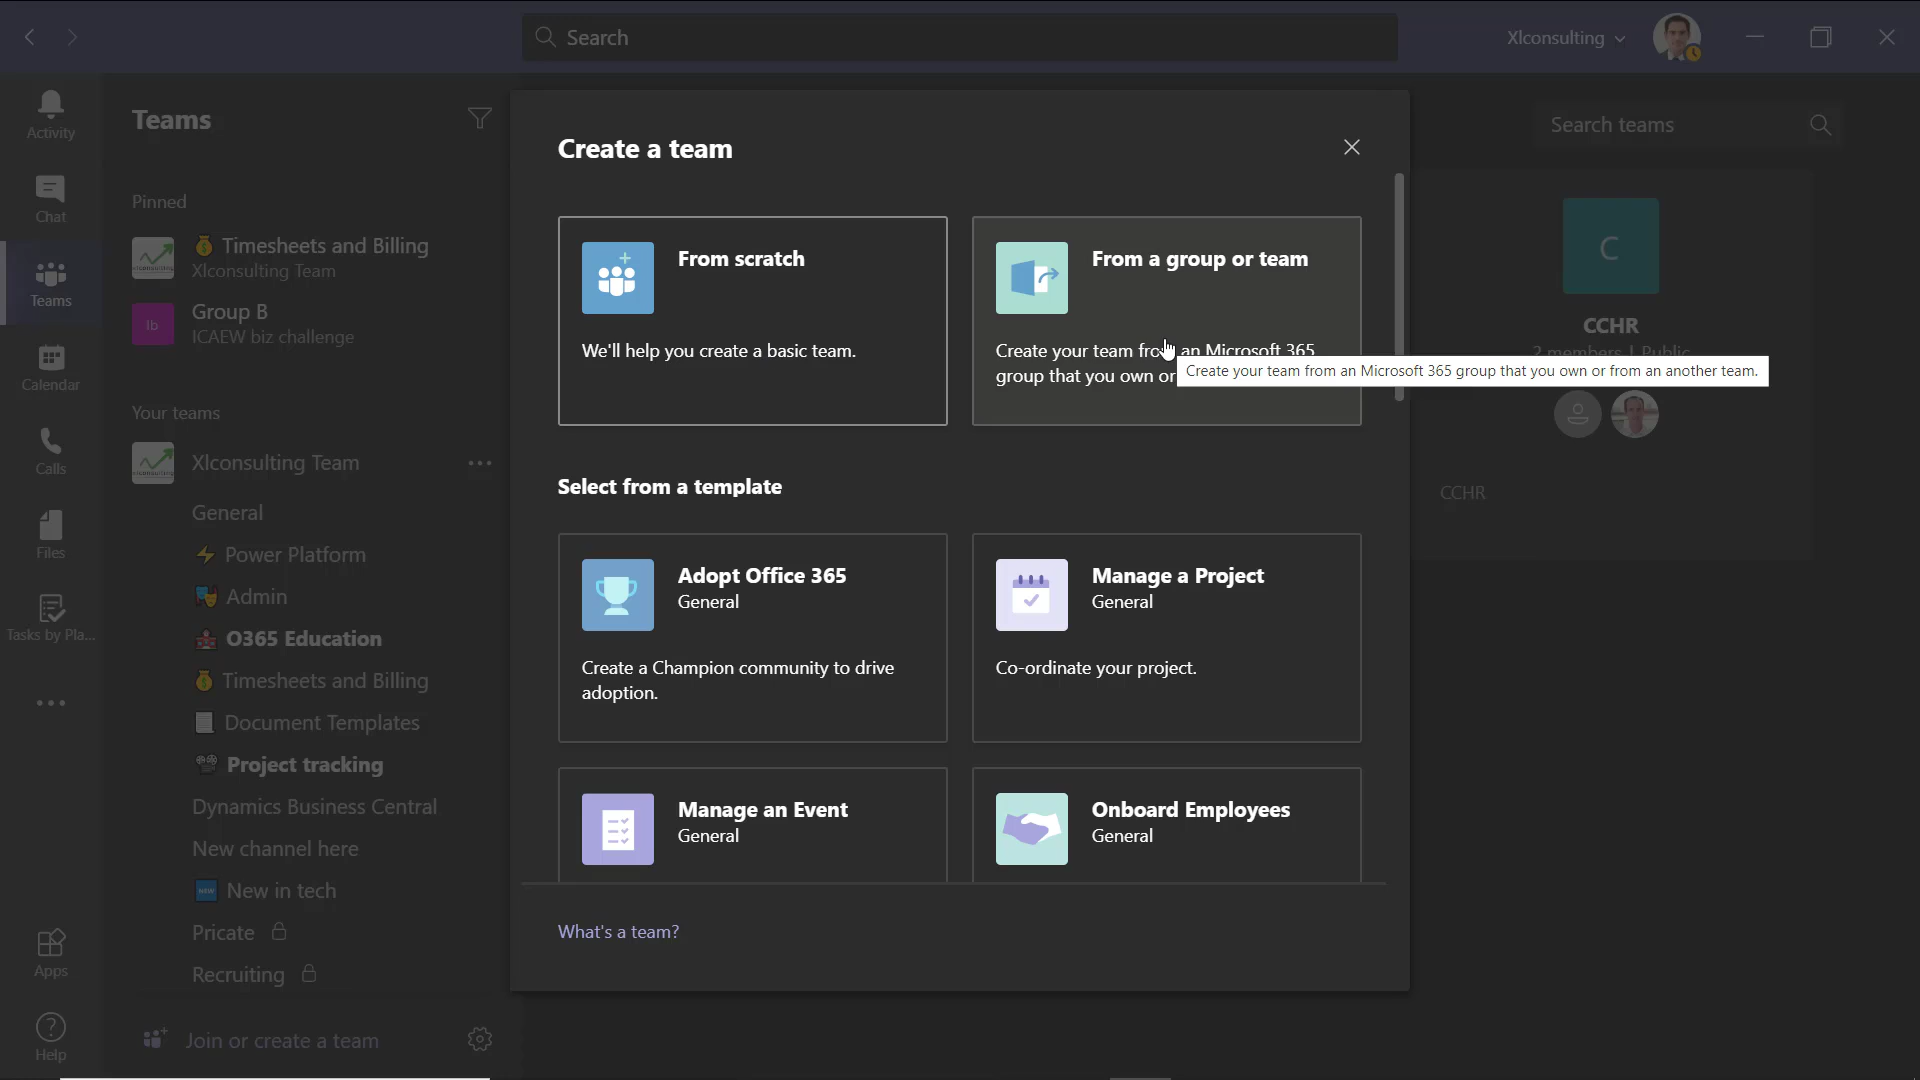 Search
Xlconsulting
Activity
Chat
Teams
Calendar
Calls
Files
Tasks by Pla...
Apps
Help
Teams
Pinned
Timesheets and Billing
Xlconsulting Team
Ib
Group B
ICAEW biz challenge
Your teams
Xlconsulting Team
General
Power Platform
Admin
O365 Education
Timesheets and Billing
Document Templates
Project tracking
Dynamics Business Central
New channel here
NEW New in tech
Pricate
Recruiting
Join or create a team
Create a team
From scratch
We'll help you create a basic team.
From a group or team
Create your team from an Microsoft 365
group that you own or
Create your team from an Microsoft 365 group that you own or from an another team.
Select from a template
Adopt Office 365
General
Create a Champion community to drive
adoption.
Manage a Project
General
Co-ordinate your project.
Manage an Event
General
Onboard Employees
General
What's a team?
Search teams
C
CCHR
2 members | Public
CCHR